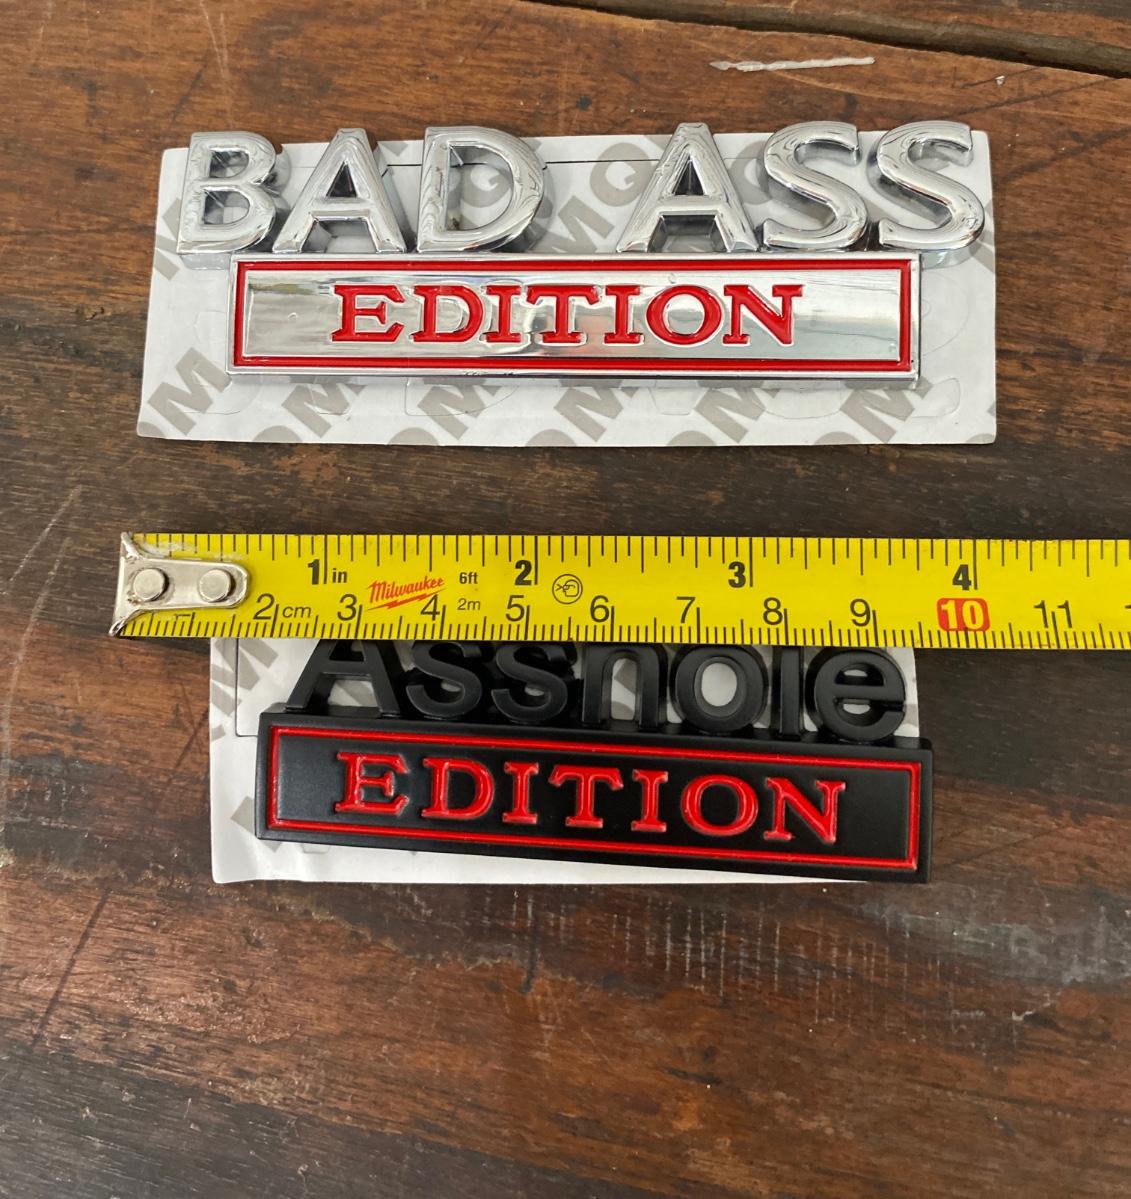 BAD ASS
EDITION
1 in 2 3 4
Milwaukee 6ft
2 cm 3 4 2m 5 6 7 8 9 10 11
Asshole
EDITION